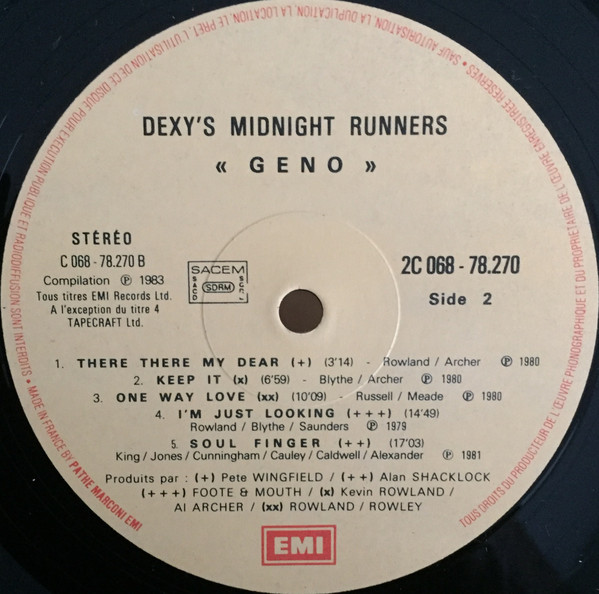 DEXY'S MIDNIGHT RUNNERS
« GENO »
STÉRÉO
C 068 - 78.270 B
Compilation ℗ 1983
Tous titres EMI Records Ltd.
A l'exception du titre 4
TAPECRAFT Ltd.
SACEM
SACD
SDRM
SGDL
2C 068 - 78.270
Side 2
1. THERE THERE MY DEAR (+) (3'14) - Rowland / Archer ℗ 1980
2. KEEP IT (x) (6'59) - Blythe / Archer ℗ 1980
3. ONE WAY LOVE (xx) (10'09) - Russell / Meade ℗ 1980
4. I'M JUST LOOKING (+++) (14'49)
Rowland / Blythe / Saunders ℗ 1979
5. SOUL FINGER (++) (17'03)
King / Jones / Cunningham / Cauley / Caldwell / Alexander ℗ 1981
Produits par : (+) Pete WINGFIELD / (++) Alan SHACKLOCK
(+++) FOOTE & MOUTH / (x) Kevin ROWLAND /
Al ARCHER / (xx) ROWLAND / ROWLEY
EMI
TOUS DROITS DU PRODUCTEUR DE L'ŒUVRE PHONOGRAPHIQUE ET DU PROPRIETAIRE DE L'ŒUVRE ENREGISTREE RESERVES • SAUF AUTORISATION, LA DUPLICATION, LA LOCATION, LE PRET, L'UTILISATION DE CE DISQUE POUR EXECUTION PUBLIQUE ET RADIODIFFUSION SONT INTERDITS • MADE IN FRANCE BY PATHE MARCONI EMI